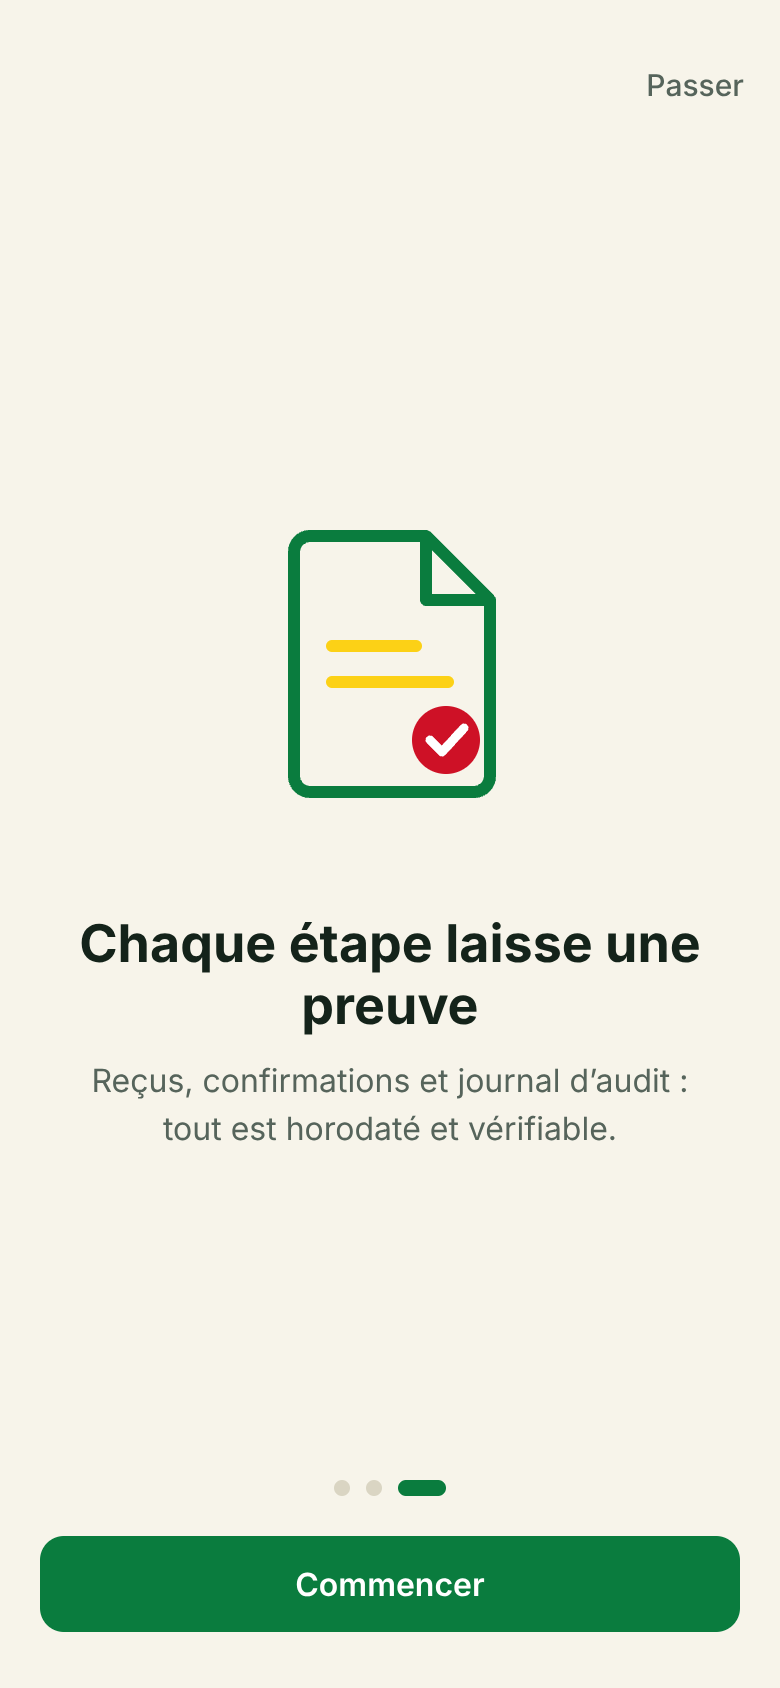 Passer
Chaque étape laisse une
preuve
Reçus, confirmations et journal d’audit :
tout est horodaté et vérifiable.
Commencer